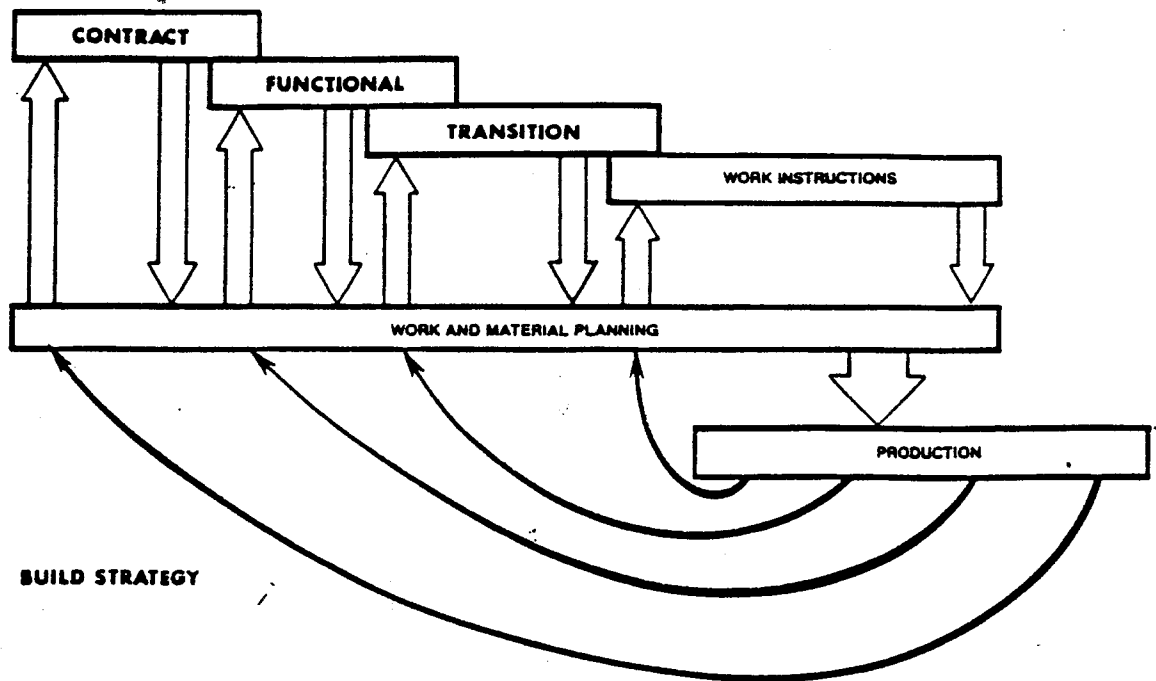 CONTRACT
FUNCTIONAL
TRANSITION
WORK INSTRUCTIONS
WORK AND MATERIAL PLANNING
PRODUCTION
BUILD STRATEGY